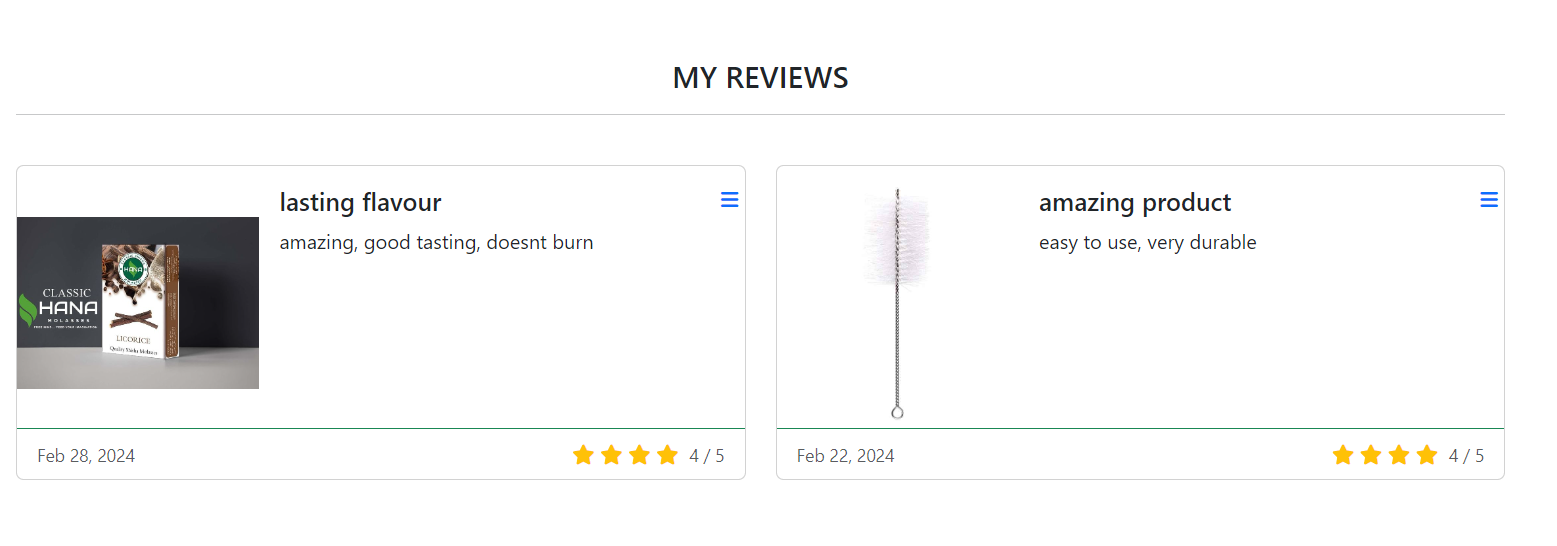 MY REVIEWS
lasting flavour
amazing, good tasting, doesnt burn
CLASSIC
HANA
MOLASSES
HANA
LICORICE
Quality Shisha Molasses
Feb 28, 2024
4 / 5
amazing product
easy to use, very durable
Feb 22, 2024
4 / 5